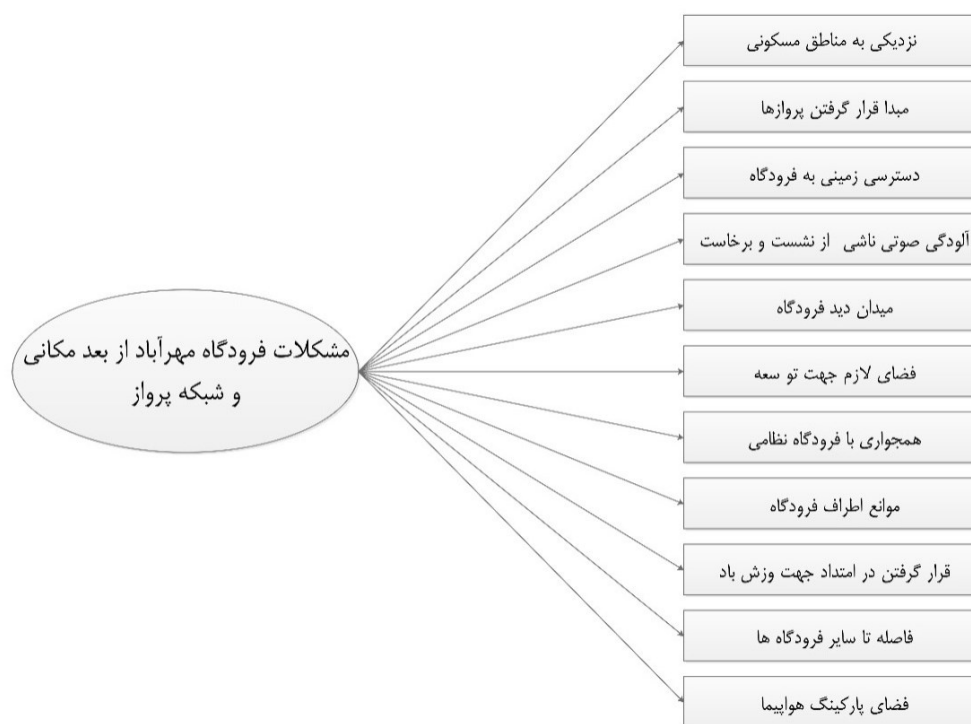 نزدیکی به مناطق مسکونی
مبدا قرار گرفتن پروازها
دسترسی زمینی به فرودگاه
آلودگی صوتی ناشی از نشست و برخاست
میدان دید فرودگاه
مشکلات فرودگاه مهرآباد از بعد مکانی
و شبکه پرواز
فضای لازم جهت تو سعه
همجواری با فرودگاه نظامی
موانع اطراف فرودگاه
قرار گرفتن در امتداد جهت وزش باد
فاصله تا سایر فرودگاه ها
فضای پارکینگ هواپیما